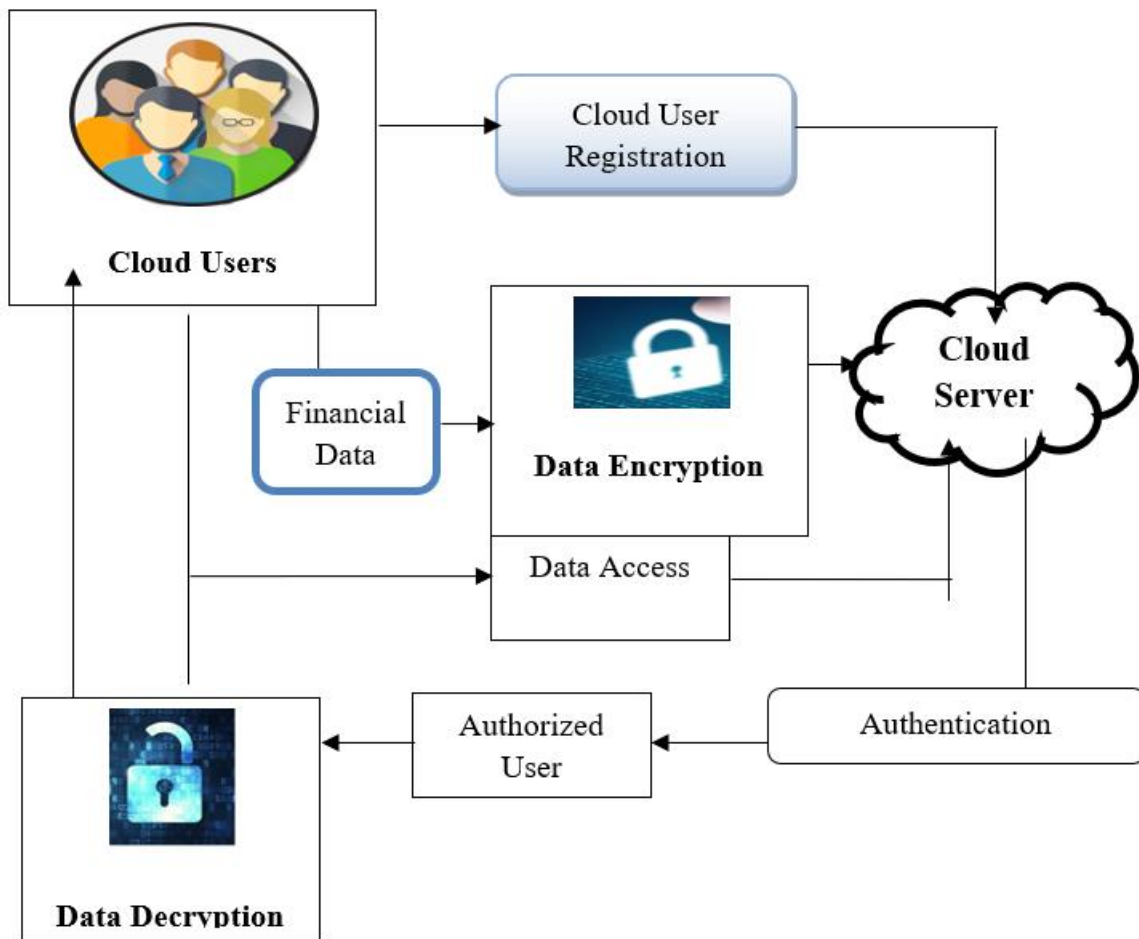 Cloud User
Registration
Cloud Users
Cloud
Server
Financial
Data
Data Encryption
Data Access
Authorized
User
Authentication
Data Decryption